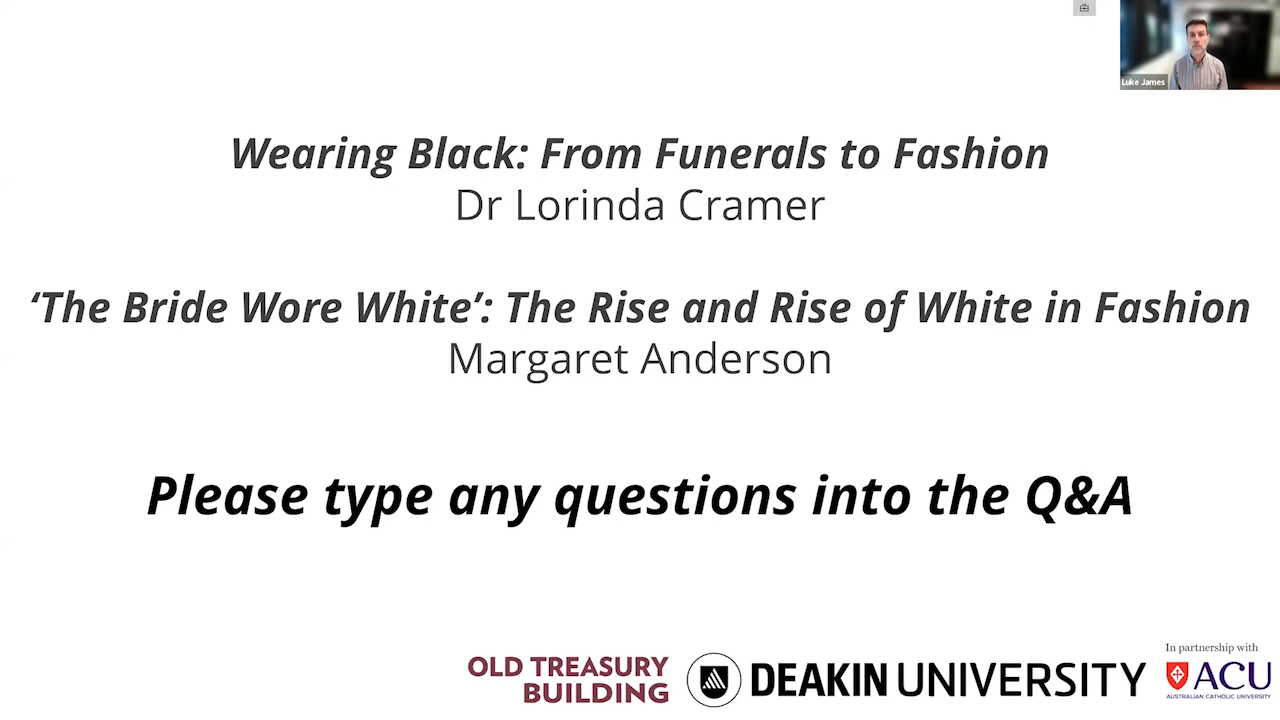 Luke James
Wearing Black: From Funerals to Fashion
Dr Lorinda Cramer
‘The Bride Wore White’: The Rise and Rise of White in Fashion
Margaret Anderson
Please type any questions into the Q&A
OLD TREASURY
BUILDING
DEAKIN UNIVERSITY
In partnership with
ACU
AUSTRALIAN CATHOLIC UNIVERSITY